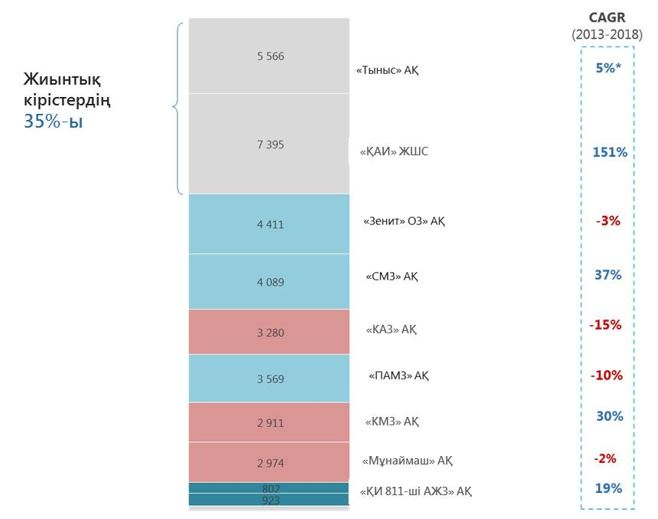 CAGR
(2013-2018)
Жиынтық
кірістердің
35%-ы
5 566
«Тыныс» АҚ
5%*
7 395
«ҚАИ» ЖШС
151%
4 411
«Зенит» ОЗ» АҚ
-3%
4 089
«СМЗ» АҚ
37%
3 280
«КАЗ» АҚ
-15%
3 569
«ПАМЗ» АҚ
-10%
2 911
«КМЗ» АҚ
30%
2 974
«Мұнаймаш» АҚ
-2%
802
«ҚИ 811-ші АЖЗ» АҚ
19%
923